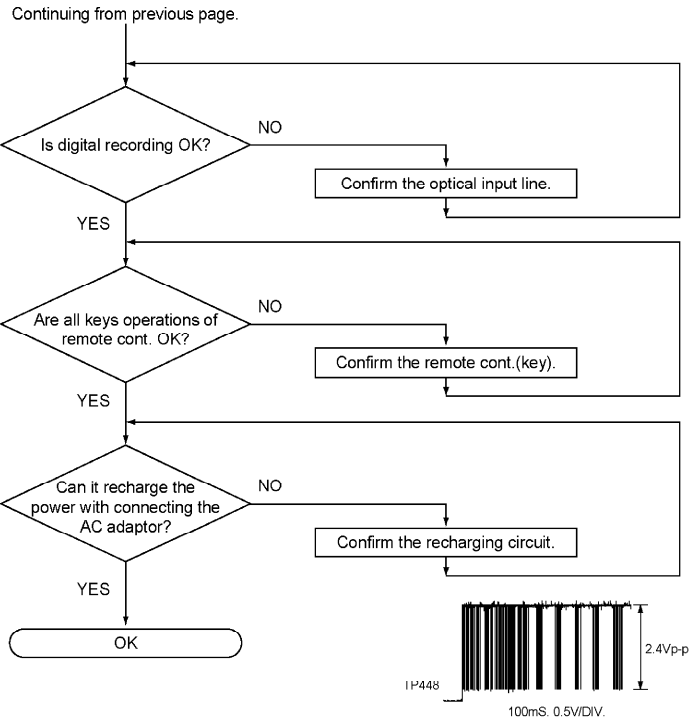 Continuing from previous page.
Is digital recording OK?
NO
Confirm the optical input line.
YES
Are all keys operations of
remote cont. OK?
NO
Confirm the remote cont.(key).
YES
Can it recharge the
power with connecting the
AC adaptor?
NO
Confirm the recharging circuit.
YES
OK
2.4Vp-p
TP448
100mS. 0.5V/DIV.